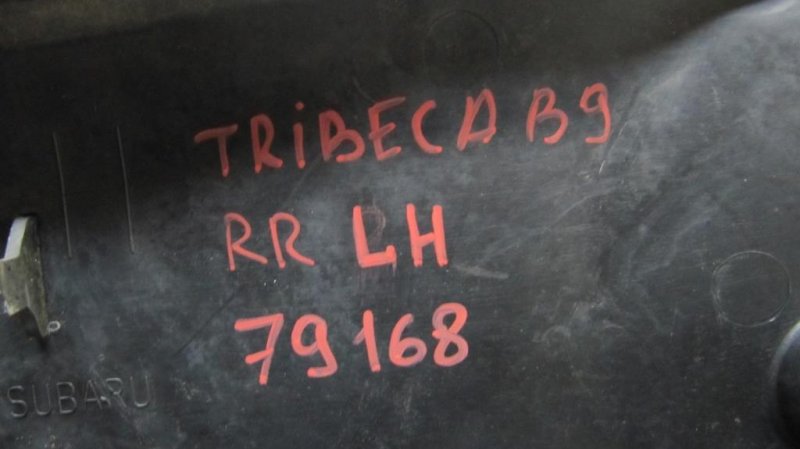 TRiBECA B9
RR LH
79168
SUBARU